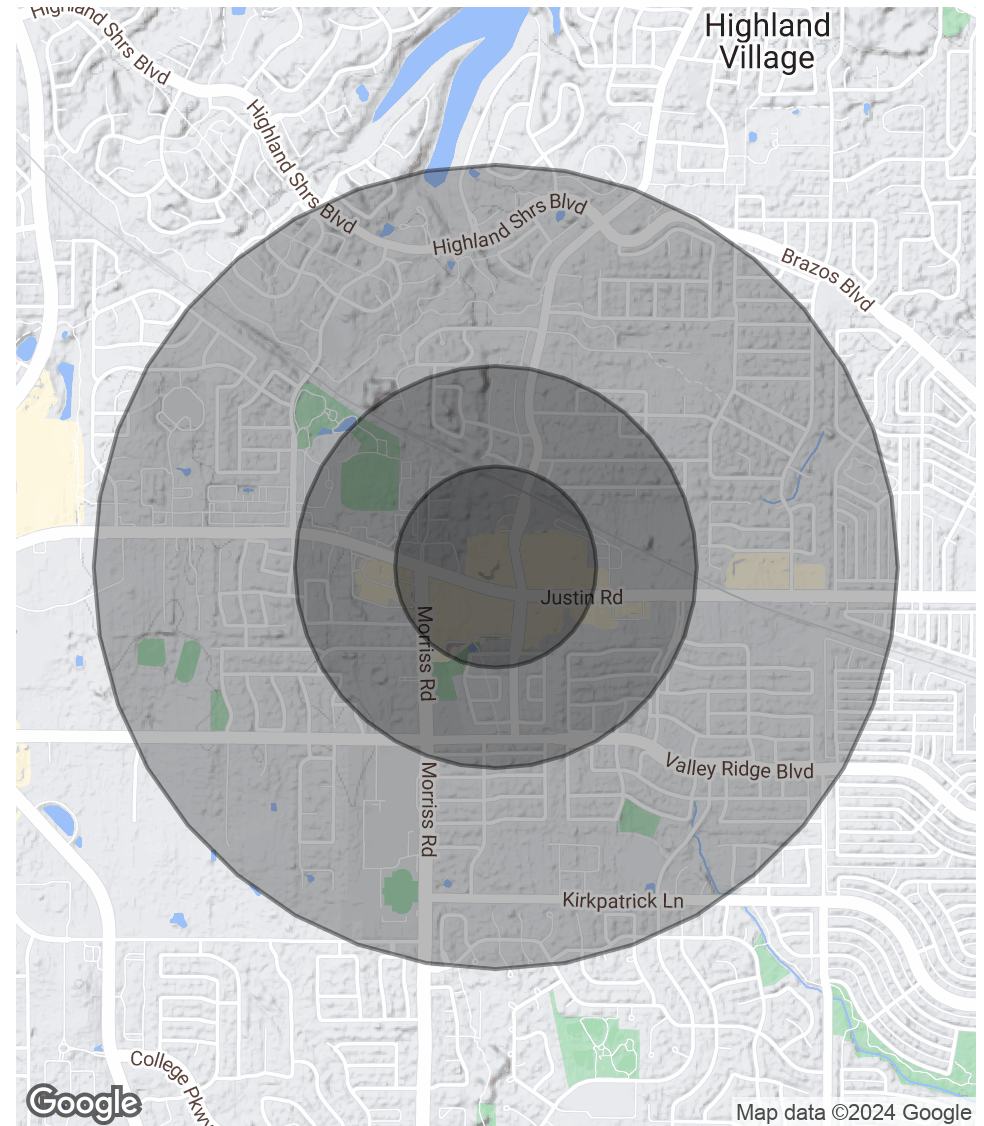 Highland Shrs Blvd
Highland
Village
Highland Shrs Blvd
Highland Shrs Blvd
Brazos Blvd
Justin Rd
Morriss Rd
Valley Ridge Blvd
Morriss Rd
Kirkpatrick Ln
College Pkwy
Google
Map data ©2024 Google